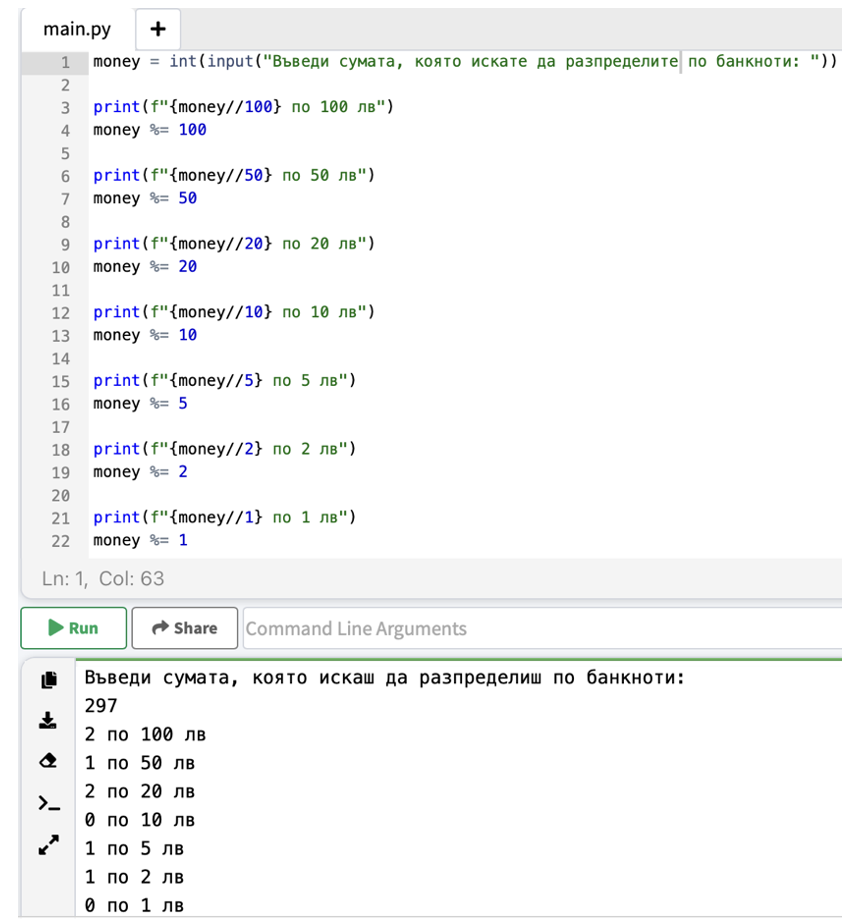 main.py +
1 money = int(input("Въведи сумата, която искате да разпределите по банкноти: "))
2
3 print(f"{money//100} по 100 лв")
4 money %= 100
5
6 print(f"{money//50} по 50 лв")
7 money %= 50
8
9 print(f"{money//20} по 20 лв")
10 money %= 20
11
12 print(f"{money//10} по 10 лв")
13 money %= 10
14
15 print(f"{money//5} по 5 лв")
16 money %= 5
17
18 print(f"{money//2} по 2 лв")
19 money %= 2
20
21 print(f"{money//1} по 1 лв")
22 money %= 1
Ln: 1, Col: 63
Run Share Command Line Arguments
Въведи сумата, която искаш да разпределиш по банкноти:
297
2 по 100 лв
1 по 50 лв
2 по 20 лв
0 по 10 лв
1 по 5 лв
1 по 2 лв
0 по 1 лв